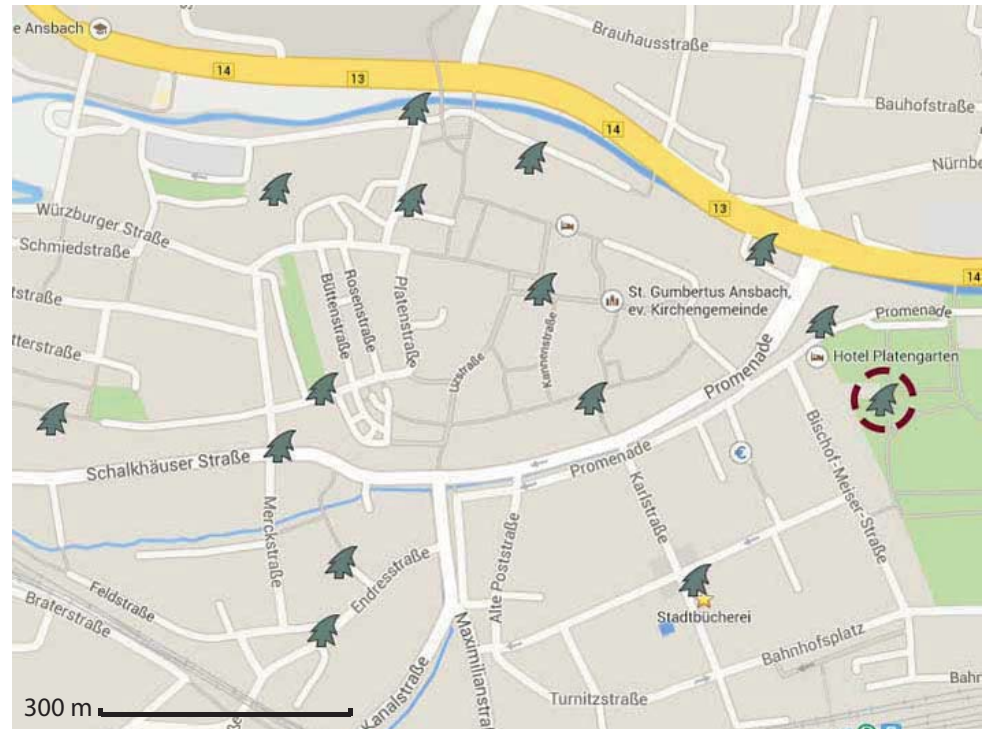 e Ansbach
Brauhausstraße
14
13
Bauhofstraße
14
Nürnb
13
Würzburger Straße
Schmiedstraße
14
tstraße
Büttenstraße
Rosenstraße
Platenstraße
St. Gumbertus Ansbach,
ev. Kirchengemeinde
Promenade
tterstraße
Uzstraße
Kannenstraße
Promenade
Hotel Platengarten
Schalkhäuser Straße
Promenade
€
Bischof-Meiser-Straße
Karlstraße
Merckstraße
Alte Poststraße
Endresstraße
Feldstraße
Braterstraße
Stadtbücherei
Bahnhofsplatz
Maximilianstra
Kanalstraße
Turnitzstraße
Bahn
300 m